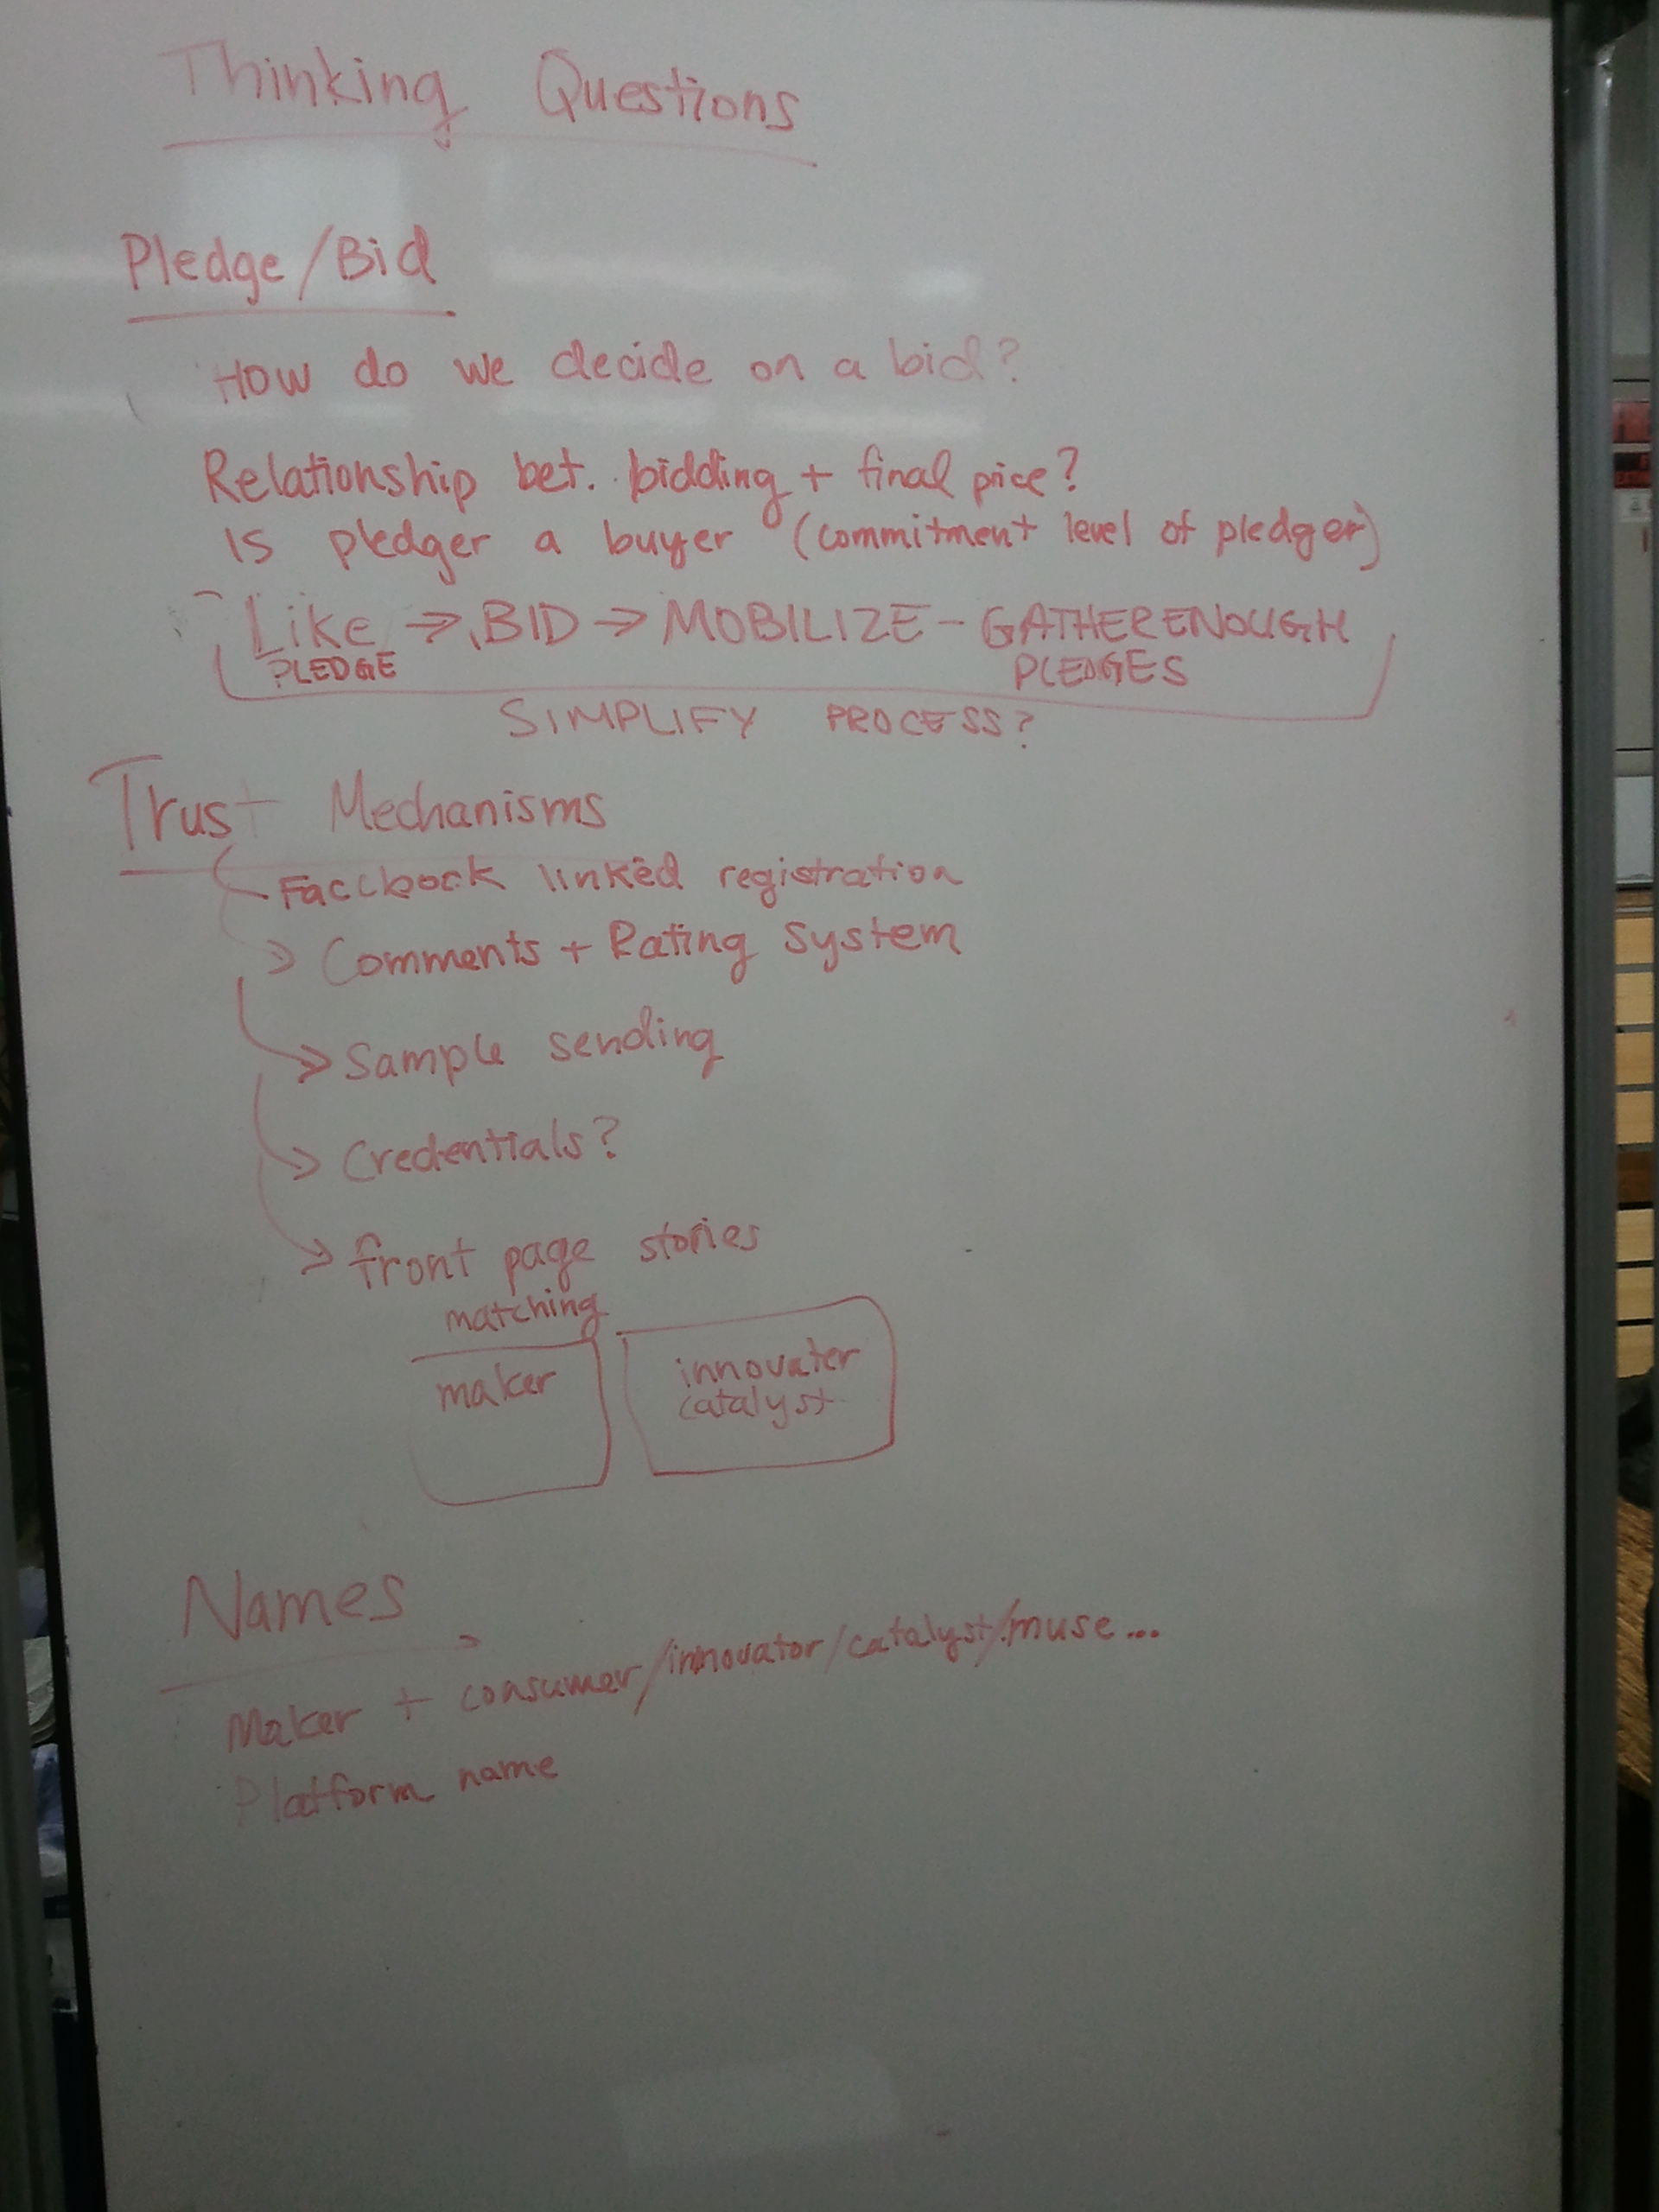 Thinking Questions
Pledge/Bid
How do we decide on a bid?
Relationship bet. bidding + final price?
Is pledger a buyer (commitment level of pledger)
Like → BID → MOBILIZE - GATHER ENOUGH
PLEDGE PLEDGES
SIMPLIFY PROCESS?
Trust Mechanisms
Facebook linked registration
> Comments + Rating System
> Sample sending
> Credentials?
> front page stories
matching
maker
innovater
catalyst
Names
Maker + consumer/innovator/catalyst/muse...
Platform name